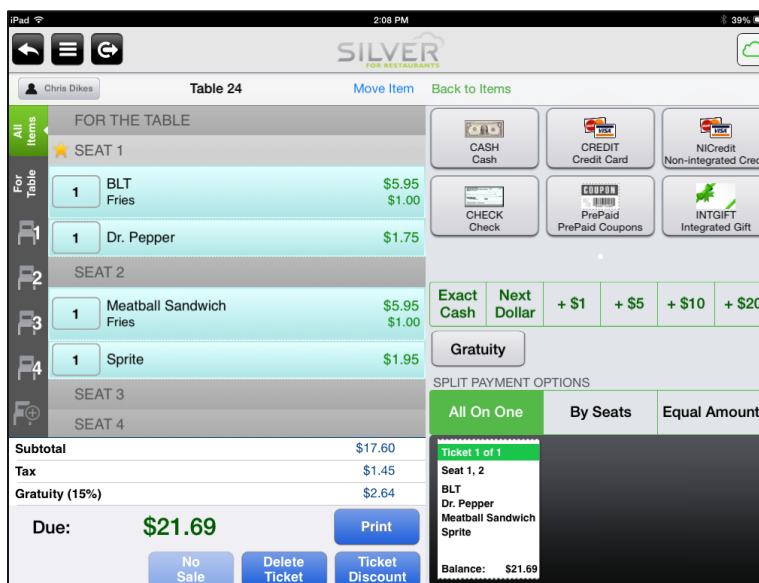 iPad 2:08 PM 39%
SILVER
FOR RESTAURANTS
Chris Dikes Table 24 Move Item Back to Items
All Items
For Table
1
2
3
4
FOR THE TABLE
SEAT 1
1 BLT $5.95
Fries $1.00
1 Dr. Pepper $1.75
SEAT 2
1 Meatball Sandwich $5.95
Fries $1.00
1 Sprite $1.95
SEAT 3
SEAT 4
Subtotal $17.60
Tax $1.45
Gratuity (15%) $2.64
Due: $21.69 Print
No Sale
Delete Ticket
Ticket Discount
CASH
Cash
VISA
CREDIT
Credit Card
VISA
NICredit
Non-integrated Cred
CHECK
Check
COUPON
PrePaid
PrePaid Coupons
INTGIFT
Integrated Gift
Exact Cash
Next Dollar
+ $1
+ $5
+ $10
+ $20
Gratuity
SPLIT PAYMENT OPTIONS
All On One By Seats Equal Amount
Ticket 1 of 1
Seat 1, 2
BLT
Dr. Pepper
Meatball Sandwich
Sprite
Balance: $21.69